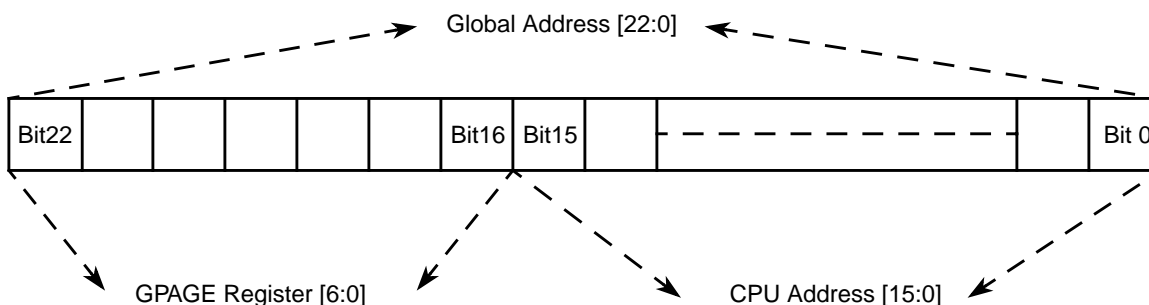 Global Address [22:0]
Bit22 Bit16 Bit15 Bit 0
GPAGE Register [6:0] CPU Address [15:0]